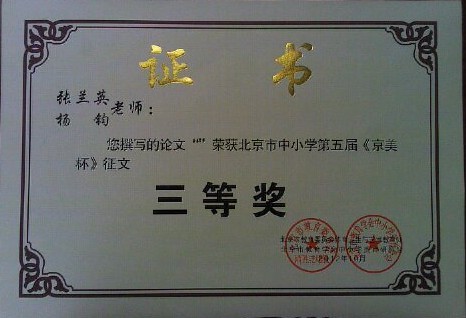 证 书
张兰英
杨 钧 老师：
您撰写的论文“”荣获北京市中小学第五届《京美
杯》征文
三等奖